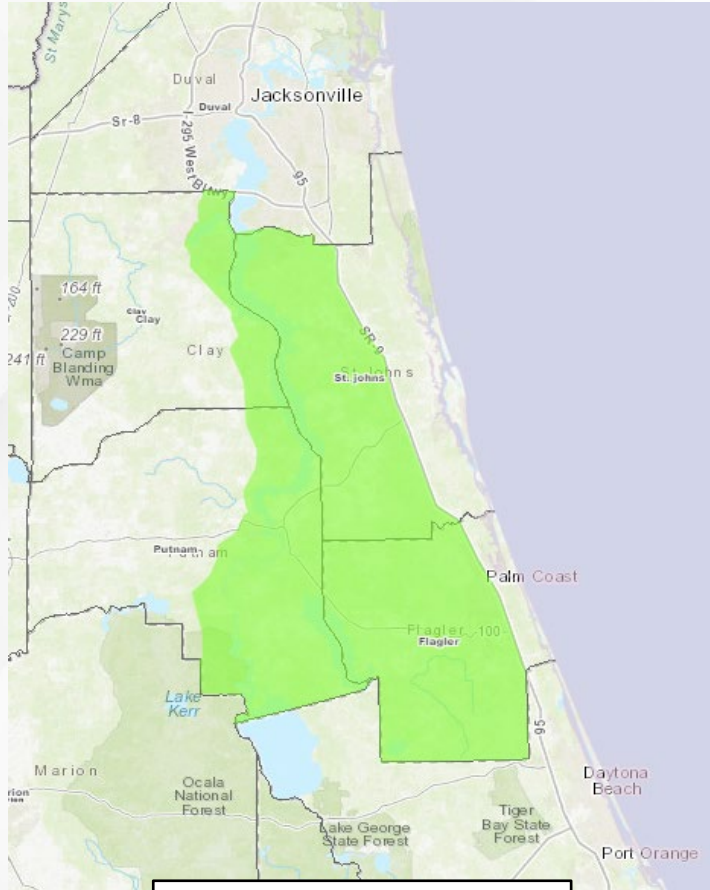 St Marys
Duval
Jacksonville
Duval
Sr-8
I-295 West Blwy
95
164 ft
Clay
Clay
229 ft
241 ft
Camp
Blanding
Wma
Clay
SR-9
St. Johns
St. johns
Putnam
Putnam
Palm Coast
Flagler
100
Flagler
Lake
Kerr
95
Marion
Ocala
National
Forest
Daytona
Beach
Tiger
Bay State
Forest
Lake George
State Forest
Port Orange